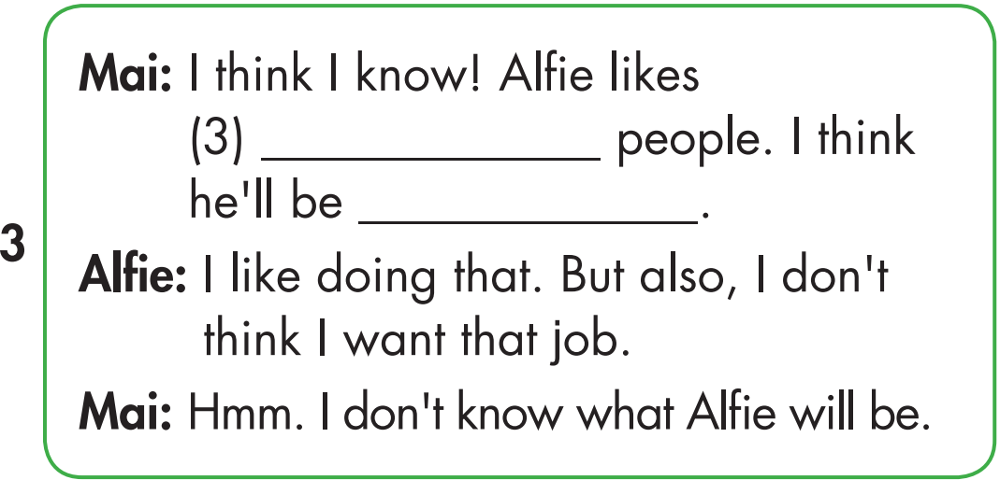 Mai: I think I know! Alfie likes
(3) ______________ people. I think
he'll be ______________.
3
Alfie: I like doing that. But also, I don't
think I want that job.
Mai: Hmm. I don't know what Alfie will be.